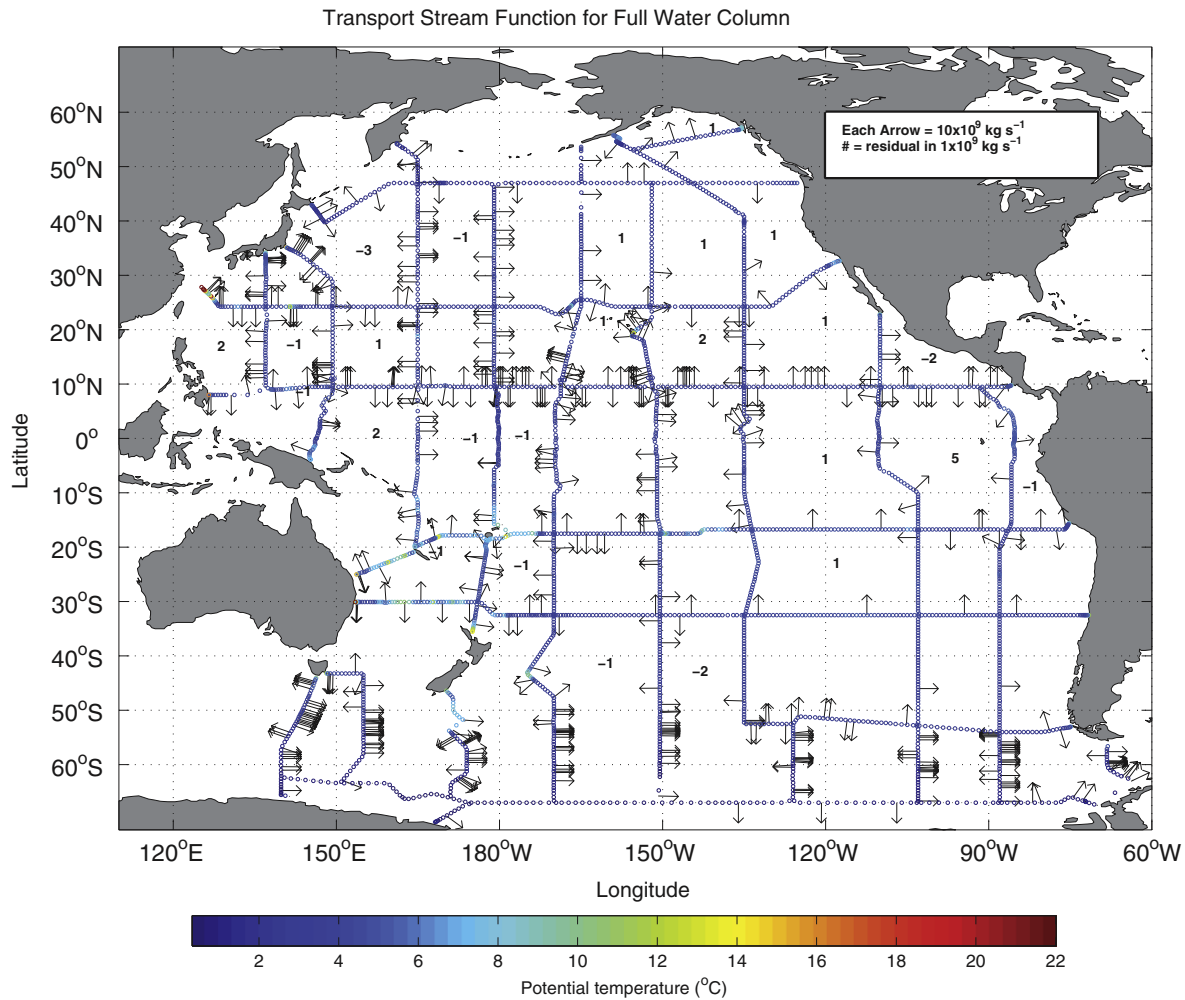 Transport Stream Function for Full Water Column
60°N
50°N
40°N
30°N
20°N
10°N
0°
10°S
20°S
30°S
40°S
50°S
60°S
Latitude
Each Arrow = 10x10⁹ kg s⁻¹
# = residual in 1x10⁹ kg s⁻¹
1
−3
−1
1
1
1
2
−1
1
1
2
1
−2
−1
2
−1
−1
1
5
−1
−1
−1
1
−1
−2
120°E
150°E
180°W
150°W
120°W
90°W
60°W
Longitude
2
4
6
8
10
12
14
16
18
20
22
Potential temperature (°C)